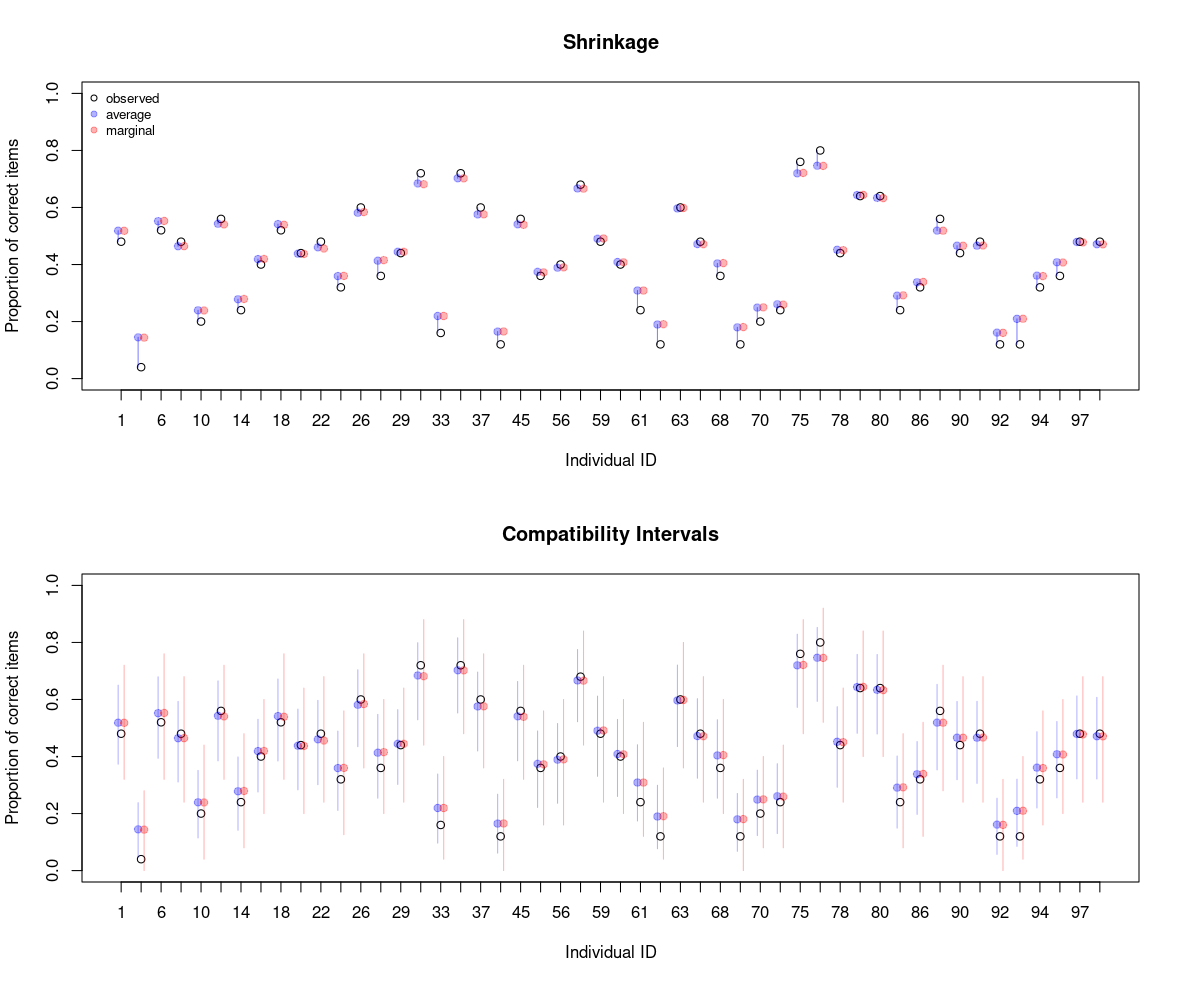 Shrinkage
Proportion of correct items
1.0
0.8
0.6
0.4
0.2
0.0
observed
average
marginal
1 6 10 14 18 22 26 29 33 37 45 56 59 61 63 68 70 75 78 80 86 90 92 94 97
Individual ID
Compatibility Intervals
Proportion of correct items
1.0
0.8
0.6
0.4
0.2
0.0
1 6 10 14 18 22 26 29 33 37 45 56 59 61 63 68 70 75 78 80 86 90 92 94 97
Individual ID